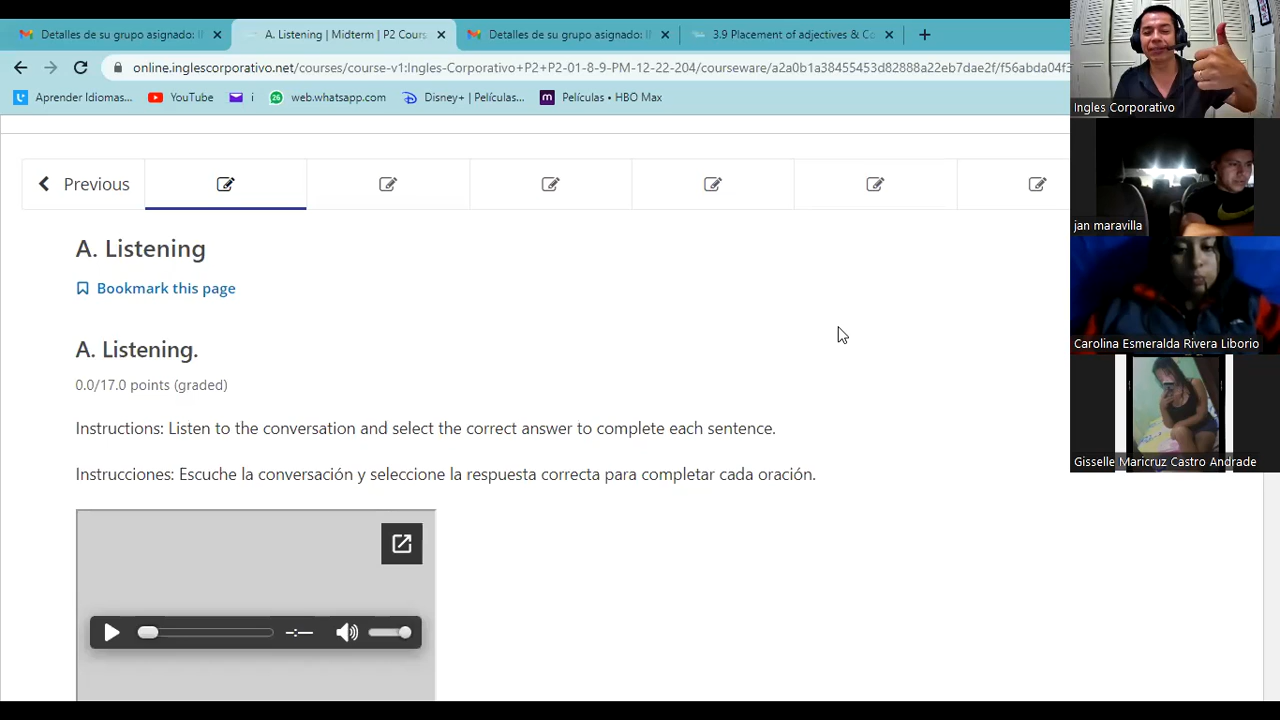 Detalles de su grupo asignado: I
A. Listening | Midterm | P2 Co
Detalles de su grupo asignado: I
3.9 Placement of adjectives
online.inglescorporativo.net/courses/course-v1:Ingles-Corporativo+P2+P2-01-8-9-PM-12-22-204/courseware/a2a0b1a38455453d82888a22eb7dae2f/f56abda04f3
Aprender Idiomas...
YouTube
i
26
web.whatsapp.com
Disney+ | Películas...
Películas • HBO Max
Previous
A. Listening
Bookmark this page
A. Listening.
0.0/17.0 points (graded)
Instructions: Listen to the conversation and select the correct answer to complete each sentence.
Instrucciones: Escuche la conversación y seleccione la respuesta correcta para completar cada oración.
-:--
Ingles Corporativo
jan maravilla
Carolina Esmeralda Rivera Liborio
Gisselle Maricruz Castro Andrade